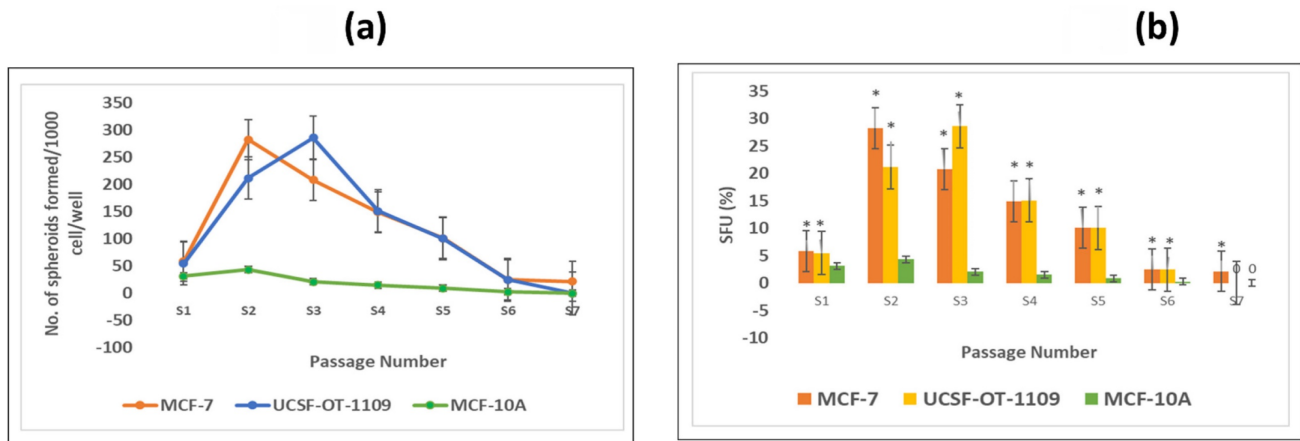 (a)
No. of spheroids formed/1000
cell/well
350
300
250
200
150
100
50
0
-50
-100
S1 S2 S3 S4 S5 S6 S7
Passage Number
MCF-7 UCSF-OT-1109 MCF-10A
(b)
SFU (%)
35
30
25
20
15
10
5
0
-5
-10
* * * * * * * * * * * * *
0 0
S1 S2 S3 S4 S5 S6 S7
Passage Number
MCF-7 UCSF-OT-1109 MCF-10A